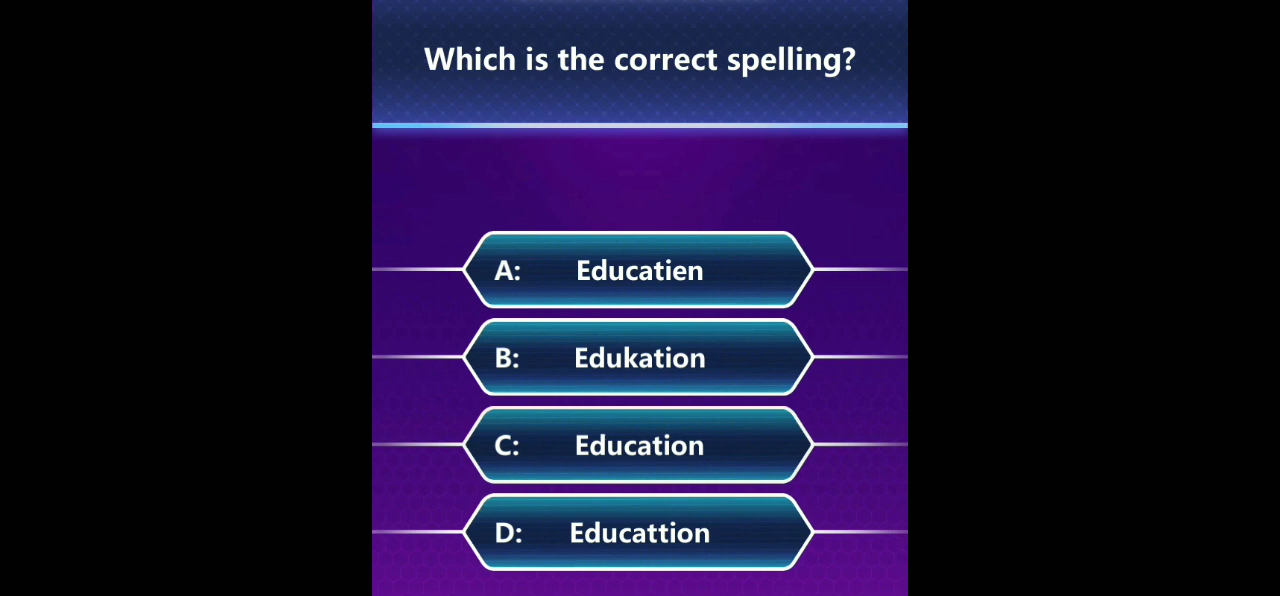 Which is the correct spelling?
A: Educatien
B: Edukation
C: Education
D: Educattion